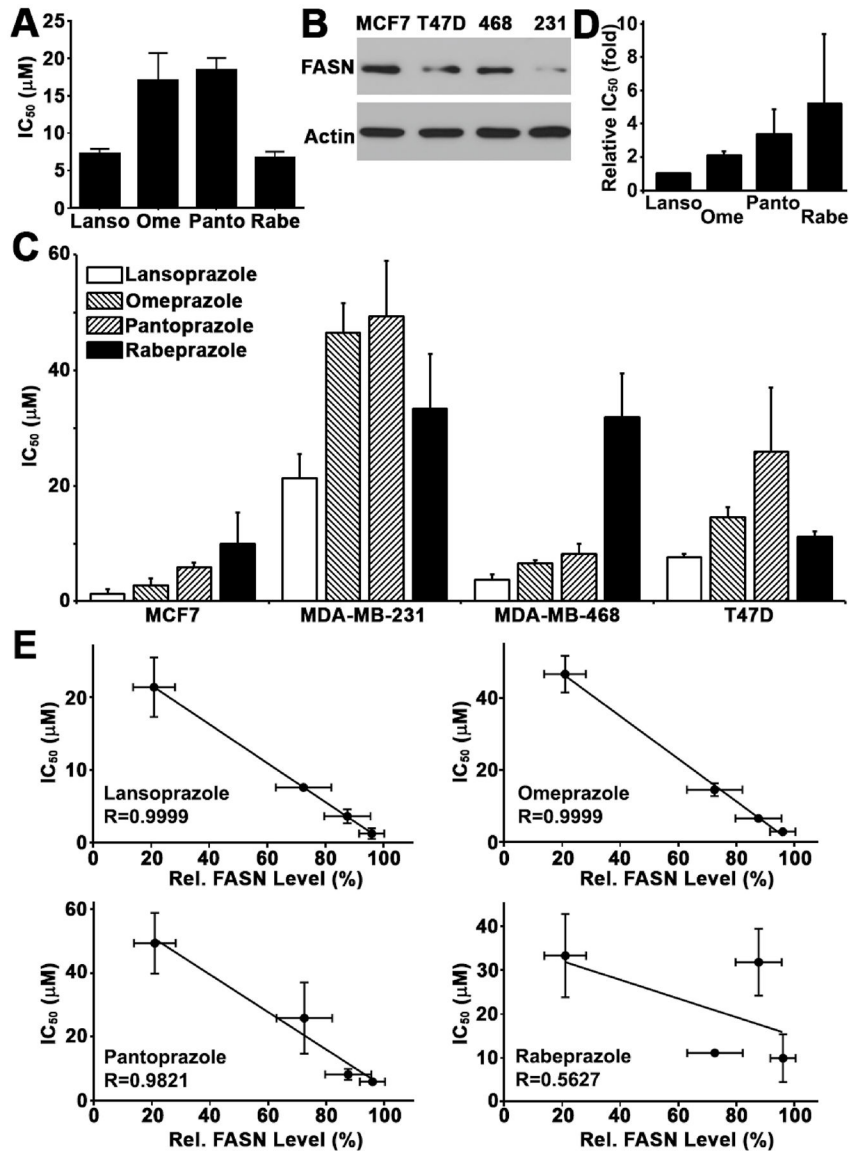 A
IC50 (µM)
25
20
15
10
5
0
Lanso Ome Panto Rabe
B
MCF7 T47D 468 231
FASN
Actin
D
Relative IC50 (fold)
10
8
6
4
2
0
Lanso Ome Panto Rabe
C
IC50 (µM)
60
40
20
0
Lansoprazole
Omeprazole
Pantoprazole
Rabeprazole
MCF7 MDA-MB-231 MDA-MB-468 T47D
E
IC50 (µM)
20
10
0
Lansoprazole
R=0.9999
0 20 40 60 80 100
Rel. FASN Level (%)
IC50 (µM)
40
20
0
Omeprazole
R=0.9999
0 20 40 60 80 100
Rel. FASN Level (%)
IC50 (µM)
60
40
20
0
Pantoprazole
R=0.9821
0 20 40 60 80 100
Rel. FASN Level (%)
IC50 (µM)
40
30
20
10
0
Rabeprazole
R=0.5627
0 20 40 60 80 100
Rel. FASN Level (%)